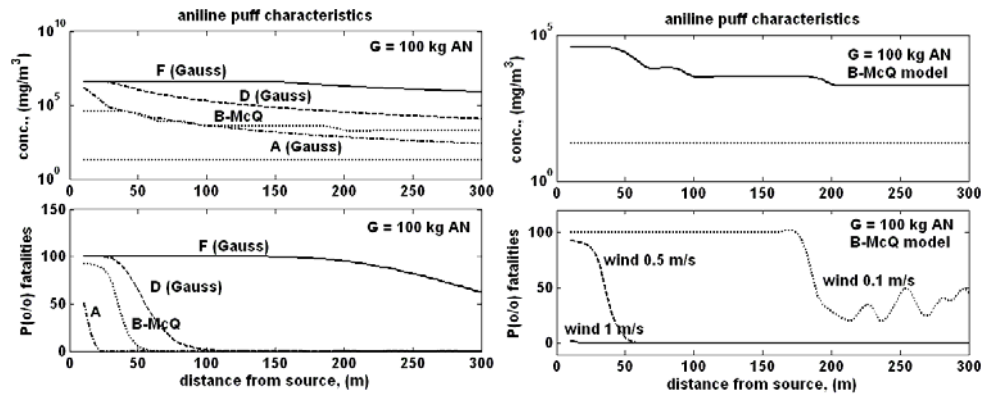 aniline puff characteristics
10^10
10^5
10^0
conc., (mg/m^3)
G = 100 kg AN
F (Gauss)
D (Gauss)
B-McQ
A (Gauss)
0 50 100 150 200 250 300
150
100
50
0
P(o/o) fatalities
G = 100 kg AN
F (Gauss)
D (Gauss)
A
B-McQ
0 50 100 150 200 250 300
distance from source, (m)
aniline puff characteristics
10^5
10^0
conc., (mg/m^3)
G = 100 kg AN
B-McQ model
0 50 100 150 200 250 300
100
50
0
P(o/o) fatalities
G = 100 kg AN
B-McQ model
wind 0.5 m/s
wind 0.1 m/s
wind 1 m/s
0 50 100 150 200 250 300
distance from source, (m)